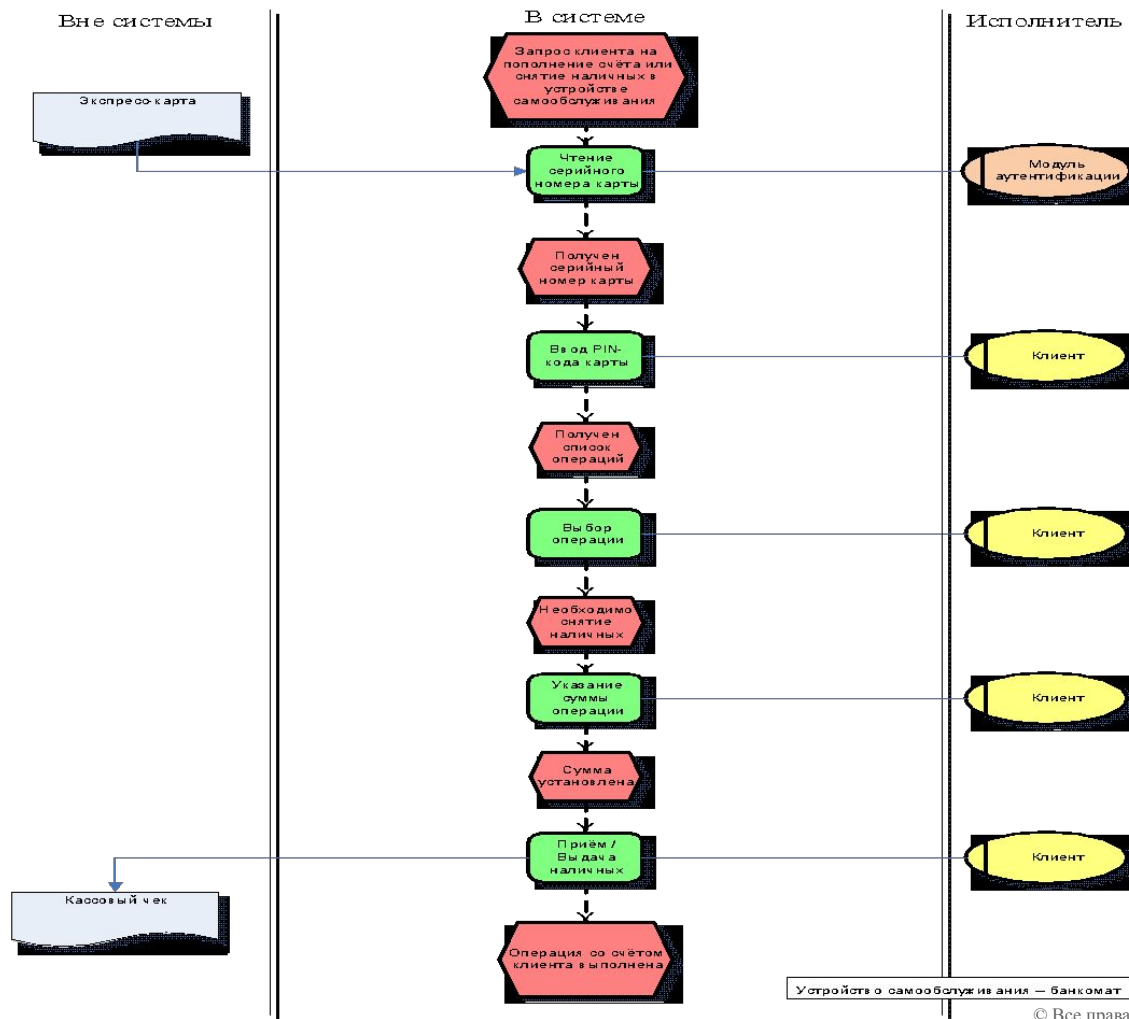 Вне системы
В системе
Исполнитель
Запрос клиента на
пополнение счёта или
снятие наличных в
устройстве
самообслуживания
Экспресс-карта
Чтение
серийного
номера карты
Модуль
аутентификации
Получен
серийный
номер карты
Ввод PIN-
кода карты
Клиент
Получен
список
операций
Выбор
операции
Клиент
Необходимо
снятие
наличных
Указание
суммы
операции
Клиент
Сумма
установлена
Приём /
Выдача
наличных
Клиент
Кассовый чек
Операция со счётом
клиента выполнена
Устройство самообслуживания – банкомат
© Все права